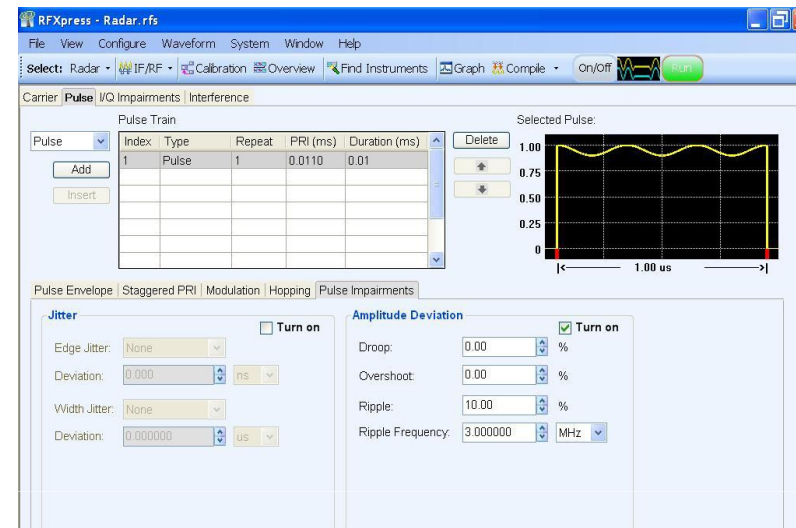 RFXpress - Radar.rfs
File View Configure Waveform System Window Help
Select: Radar IF/RF Calibration Overview Find Instruments Graph Compile On/Off Run
Carrier Pulse I/Q Impairments Interference
Pulse Train
Selected Pulse:
Pulse
Index Type Repeat PRI (ms) Duration (ms)
1 Pulse 1 0.0110 0.01
Add
Insert
Delete
1.00
0.75
0.50
0.25
0
1.00 us
Pulse Envelope Staggered PRI Modulation Hopping Pulse Impairments
Jitter
Turn on
Edge Jitter: None
Deviation: 0.000 ns
Width Jitter: None
Deviation: 0.000000 us
Amplitude Deviation
Turn on
Droop: 0.00 %
Overshoot: 0.00 %
Ripple: 10.00 %
Ripple Frequency: 3.000000 MHz